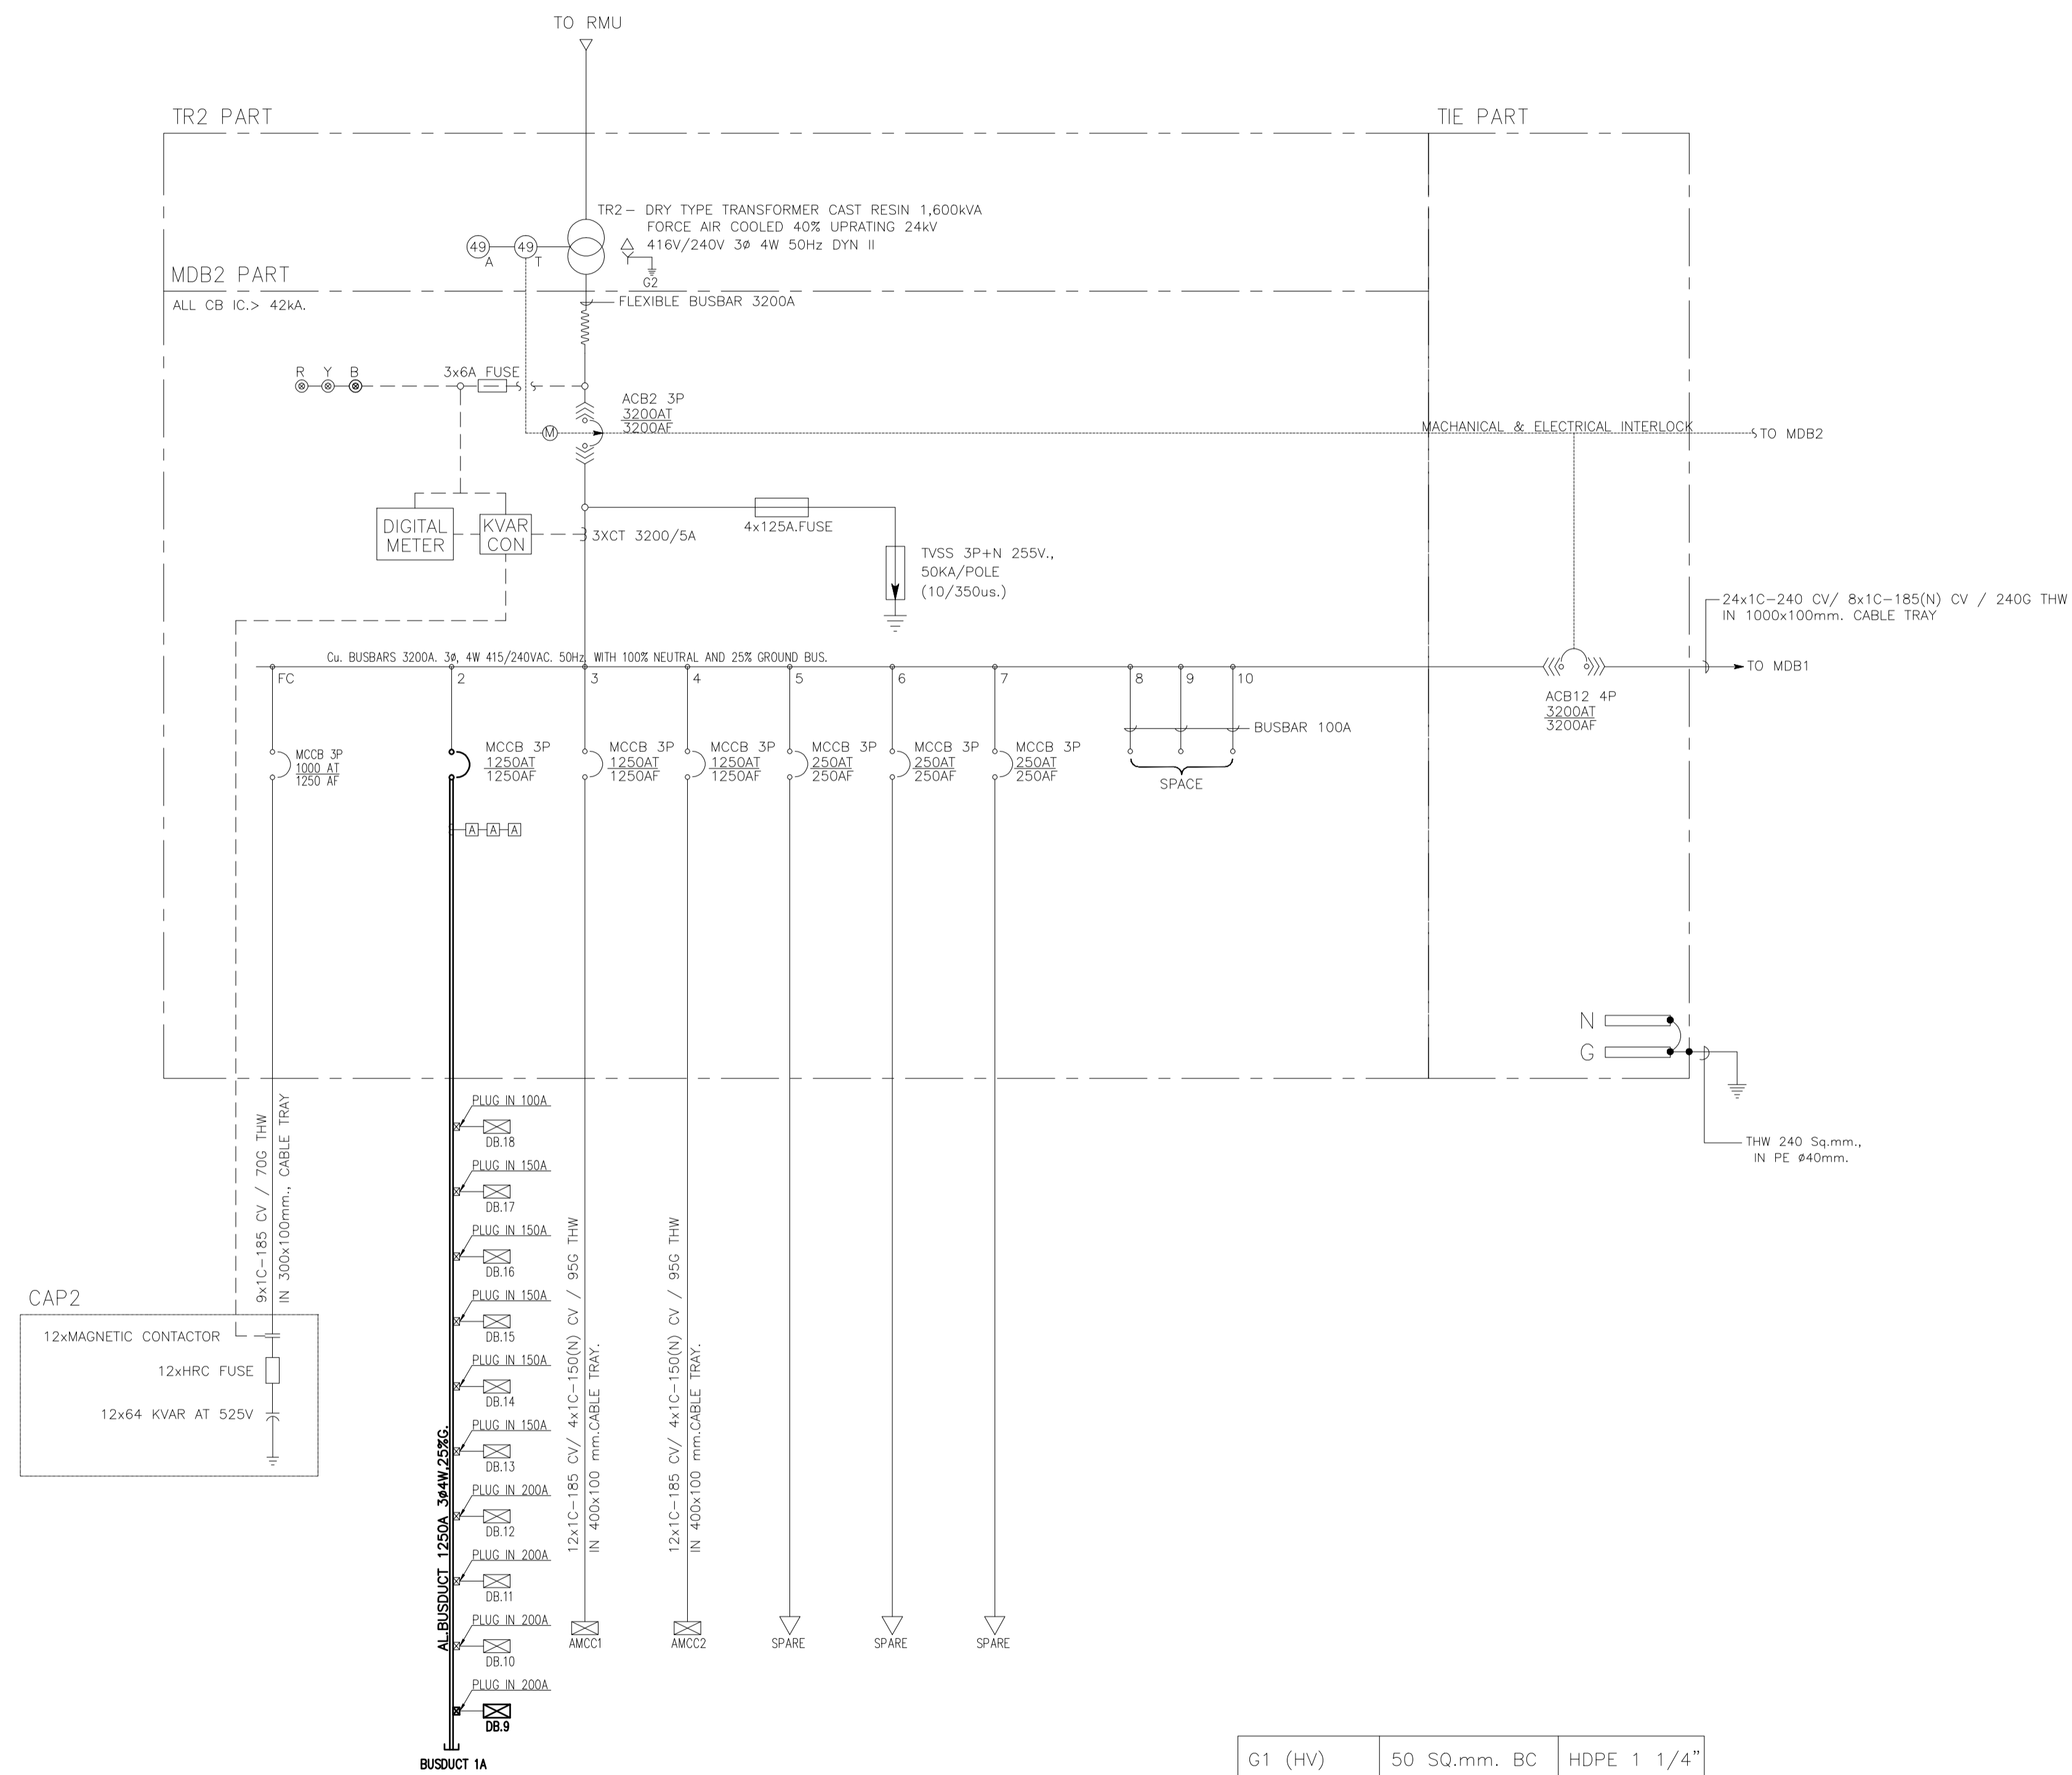 TO RMU
TR2 PART
TIE PART
TR2 - DRY TYPE TRANSFORMER CAST RESIN 1,600kVA
FORCE AIR COOLED 40% UPRATING 24kV
416V/240V 3ø 4W 50Hz DYN II
49
49
A
T
G2
MDB2 PART
ALL CB IC.> 42kA.
FLEXIBLE BUSBAR 3200A
R Y B
3x6A FUSE
ACB2 3P
3200AT
3200AF
M
MACHANICAL & ELECTRICAL INTERLOCK
TO MDB2
DIGITAL
METER
KVAR
CON
3XCT 3200/5A
4x125A.FUSE
TVSS 3P+N 255V.,
50KA/POLE
(10/350us.)
24x1C-240 CV/ 8x1C-185(N) CV / 240G THW
IN 1000x100mm. CABLE TRAY
Cu. BUSBARS 3200A. 3ø, 4W 415/240VAC. 50Hz. WITH 100% NEUTRAL AND 25% GROUND BUS.
TO MDB1
FC
2
3
4
5
6
7
8
9
10
ACB12 4P
3200AT
3200AF
BUSBAR 100A
SPACE
MCCB 3P
1000 AT
1250 AF
MCCB 3P
1250AT
1250AF
MCCB 3P
1250AT
1250AF
MCCB 3P
1250AT
1250AF
MCCB 3P
250AT
250AF
MCCB 3P
250AT
250AF
MCCB 3P
250AT
250AF
A A A
N
G
THW 240 Sq.mm.,
IN PE ø40mm.
PLUG IN 100A
DB.18
PLUG IN 150A
DB.17
PLUG IN 150A
DB.16
PLUG IN 150A
DB.15
PLUG IN 150A
DB.14
PLUG IN 150A
DB.13
PLUG IN 200A
DB.12
PLUG IN 200A
DB.11
PLUG IN 200A
DB.10
PLUG IN 200A
DB.9
9x1C-185 CV / 70G THW
IN 300x100mm., CABLE TRAY
AL.BUSDUCT 1250A 3ø4W,25%G.
12x1C-185 CV/ 4x1C-150(N) CV / 95G THW
IN 400x100 mm.CABLE TRAY.
12x1C-185 CV/ 4x1C-150(N) CV / 95G THW
IN 400x100 mm.CABLE TRAY.
CAP2
12xMAGNETIC CONTACTOR
12xHRC FUSE
12x64 KVAR AT 525V
AMCC1
AMCC2
SPARE
SPARE
SPARE
BUSDUCT 1A
G1 (HV)
50 SQ.mm. BC
HDPE 1 1/4"